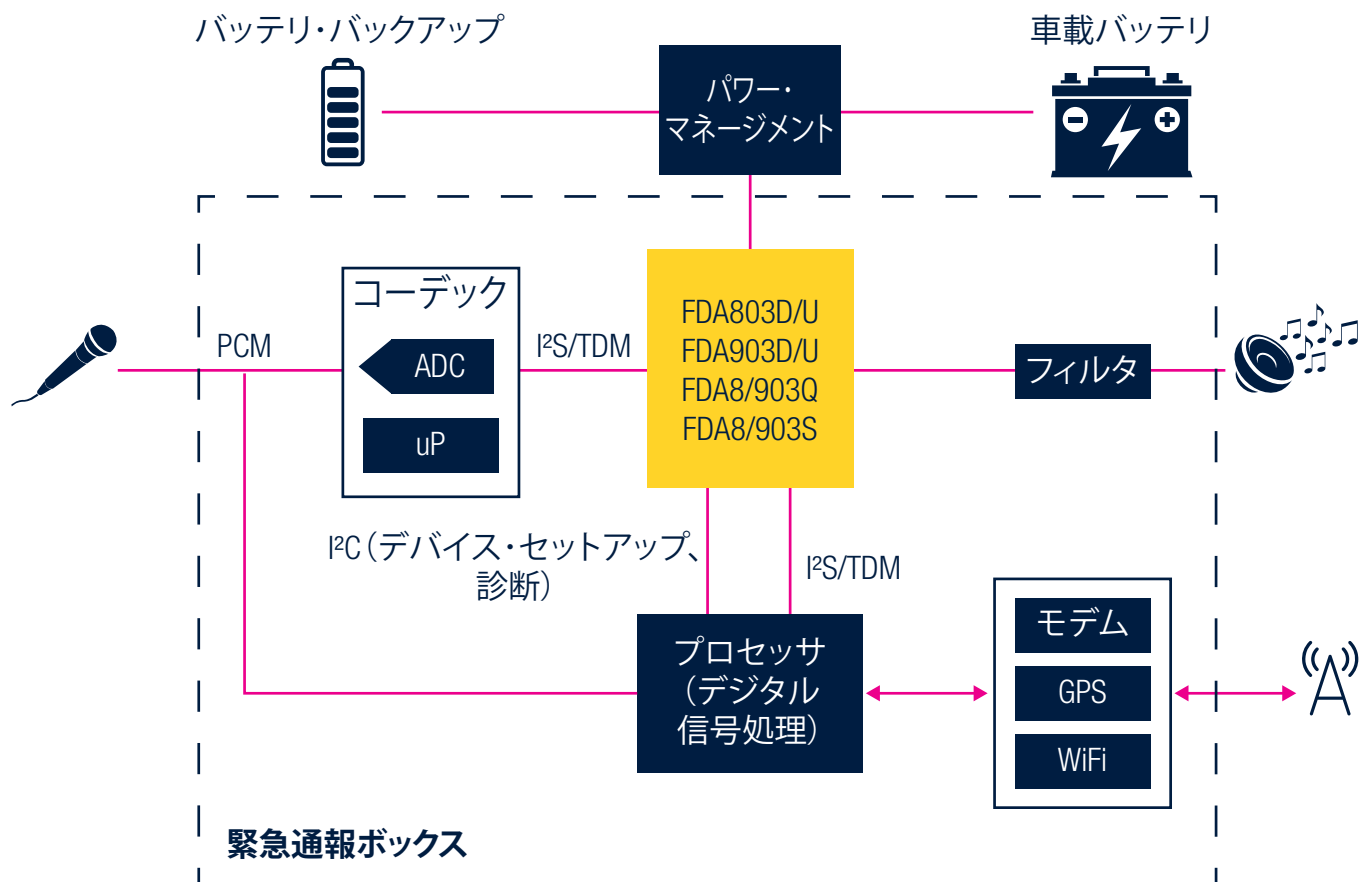 バッテリ・バックアップ
車載バッテリ
パワー・
マネージメント
コーデック
ADC
uP
PCM
I²S/TDM
FDA803D/U
FDA903D/U
FDA8/903Q
FDA8/903S
フィルタ
I²C（デバイス・セットアップ、
診断）
I²S/TDM
プロセッサ
（デジタル
信号処理）
モデム
GPS
WiFi
緊急通報ボックス